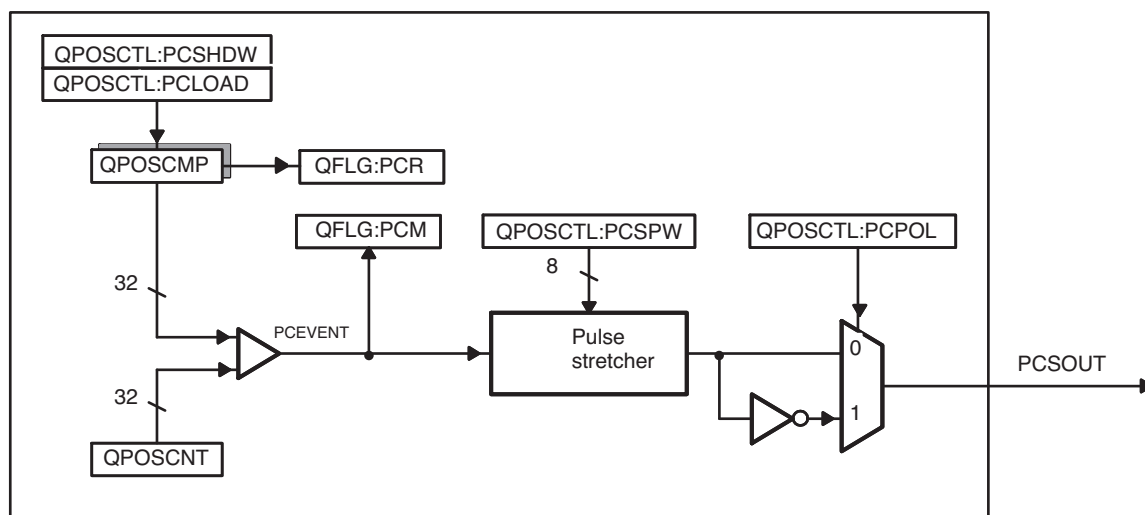 QPOSCTL:PCSHDW
QPOSCTL:PCLOAD
QPOSCMP
QFLG:PCR
QFLG:PCM
QPOSCTL:PCSPW
QPOSCTL:PCPOL
8
32
PCEVENT
Pulse
stretcher
0
PCSOUT
32
1
QPOSCNT